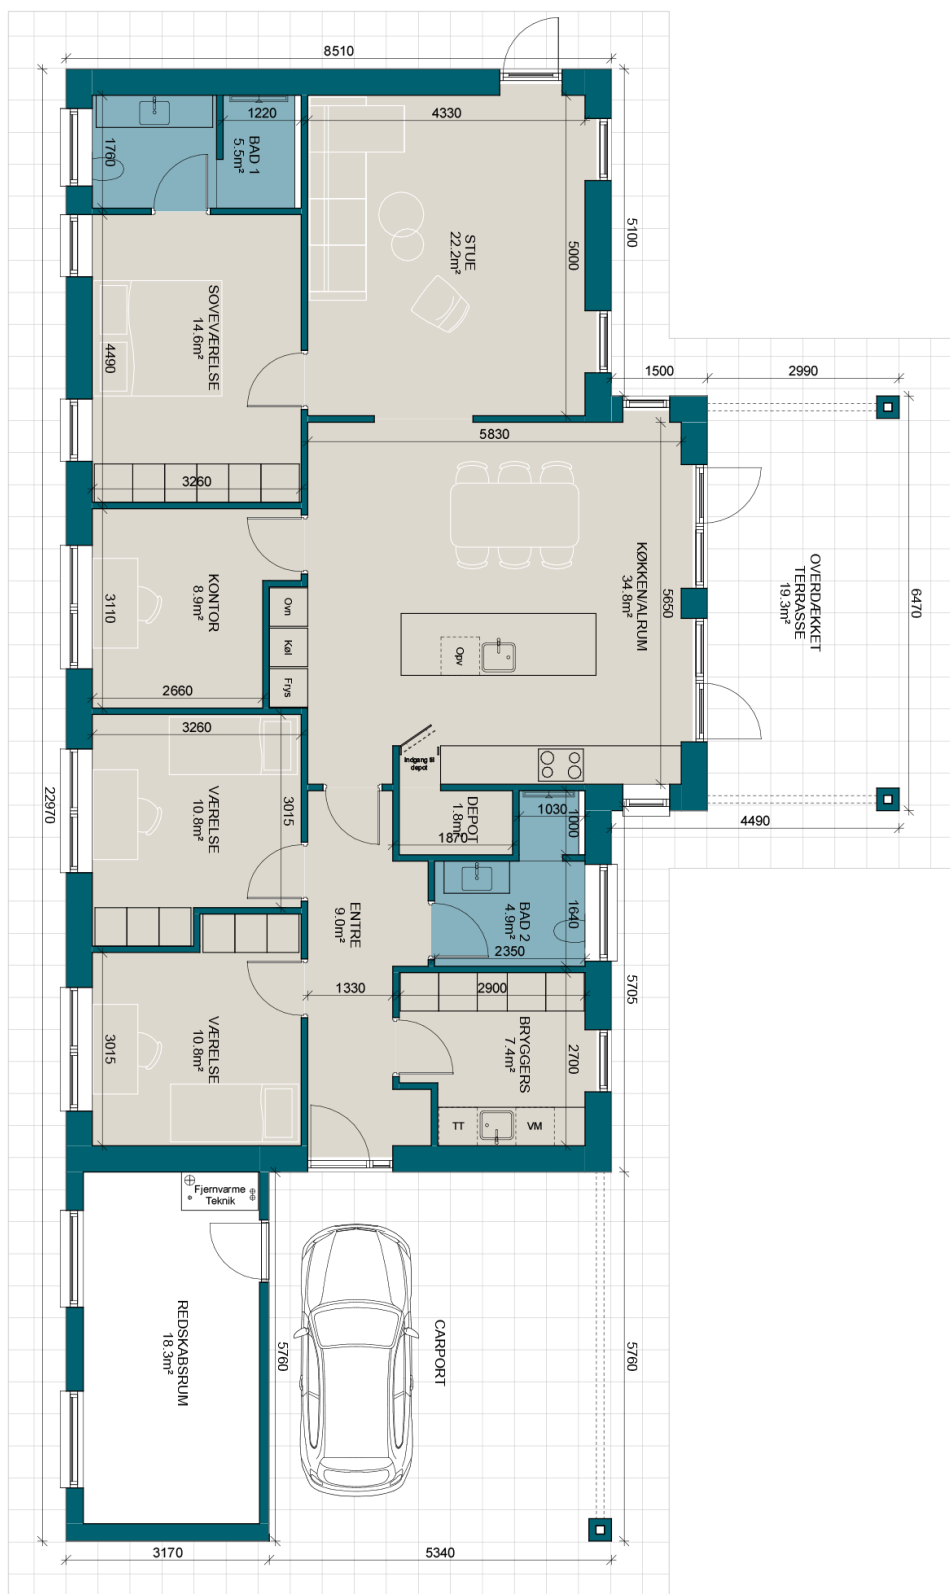 8510
1220
4330
1760
BAD 1
5.5m²
5100
STUE
22.2m²
5000
SOVEVÆRELSE
14.6m²
4490
1500
2990
5830
3260
KØKKEN/ALRUM
34.8m²
5650
OVERDÆKKET
TERRASSE
19.3m²
6470
KONTOR
8.9m²
3110
Ovn
Køl
Frys
Opv
2660
3260
Indgang til
depot
22970
VÆRELSE
10.8m²
3015
DEPOT
1.8m²
1870
1030
1000
4490
ENTRE
9.0m²
BAD 2
4.9m²
1640
2350
5705
1330
2900
VÆRELSE
10.8m²
3015
BRYGGERS
7.4m²
2700
TT
VM
Fjernvarme
Teknik
REDSKABSRUM
18.3m²
5760
CARPORT
5760
3170
5340